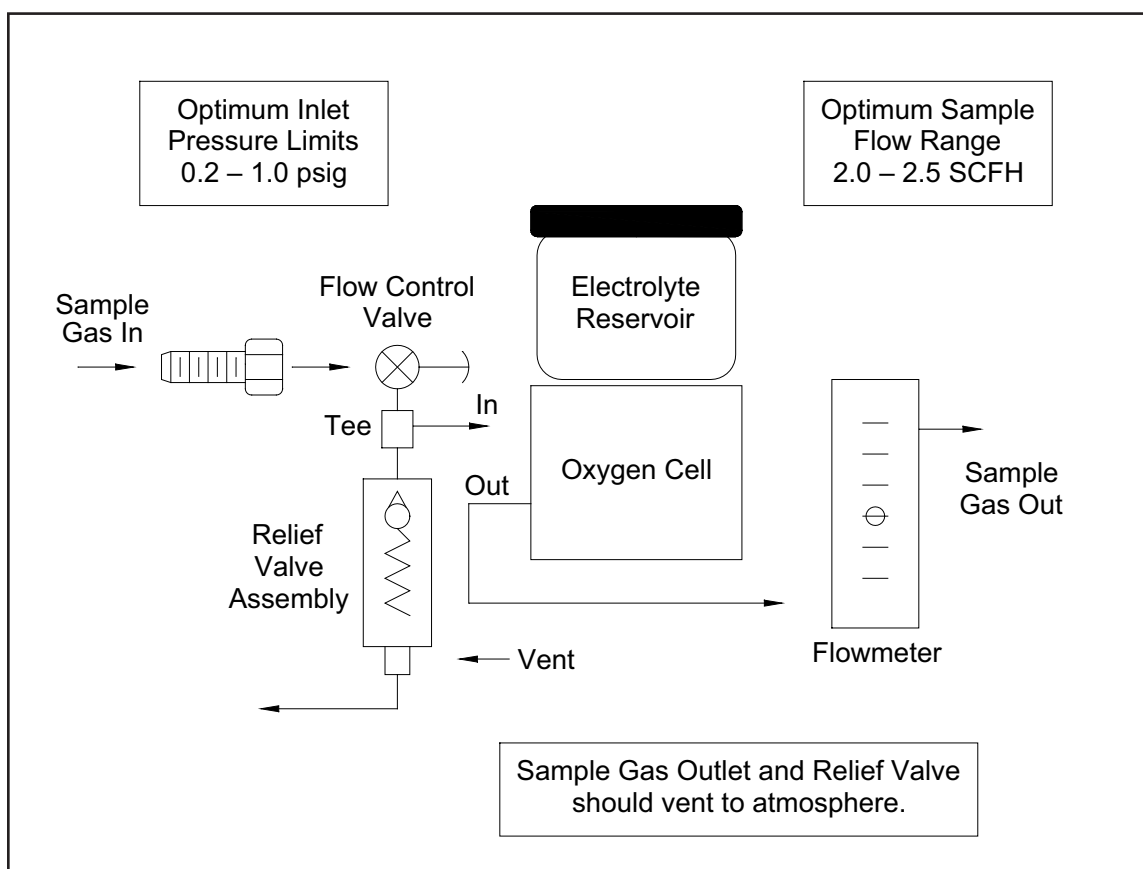 Optimum Inlet
Pressure Limits
0.2 – 1.0 psig
Optimum Sample
Flow Range
2.0 – 2.5 SCFH
Sample
Gas In
Flow Control
Valve
Electrolyte
Reservoir
Tee
In
Oxygen Cell
Out
Sample
Gas Out
Relief
Valve
Assembly
Vent
Flowmeter
Sample Gas Outlet and Relief Valve
should vent to atmosphere.